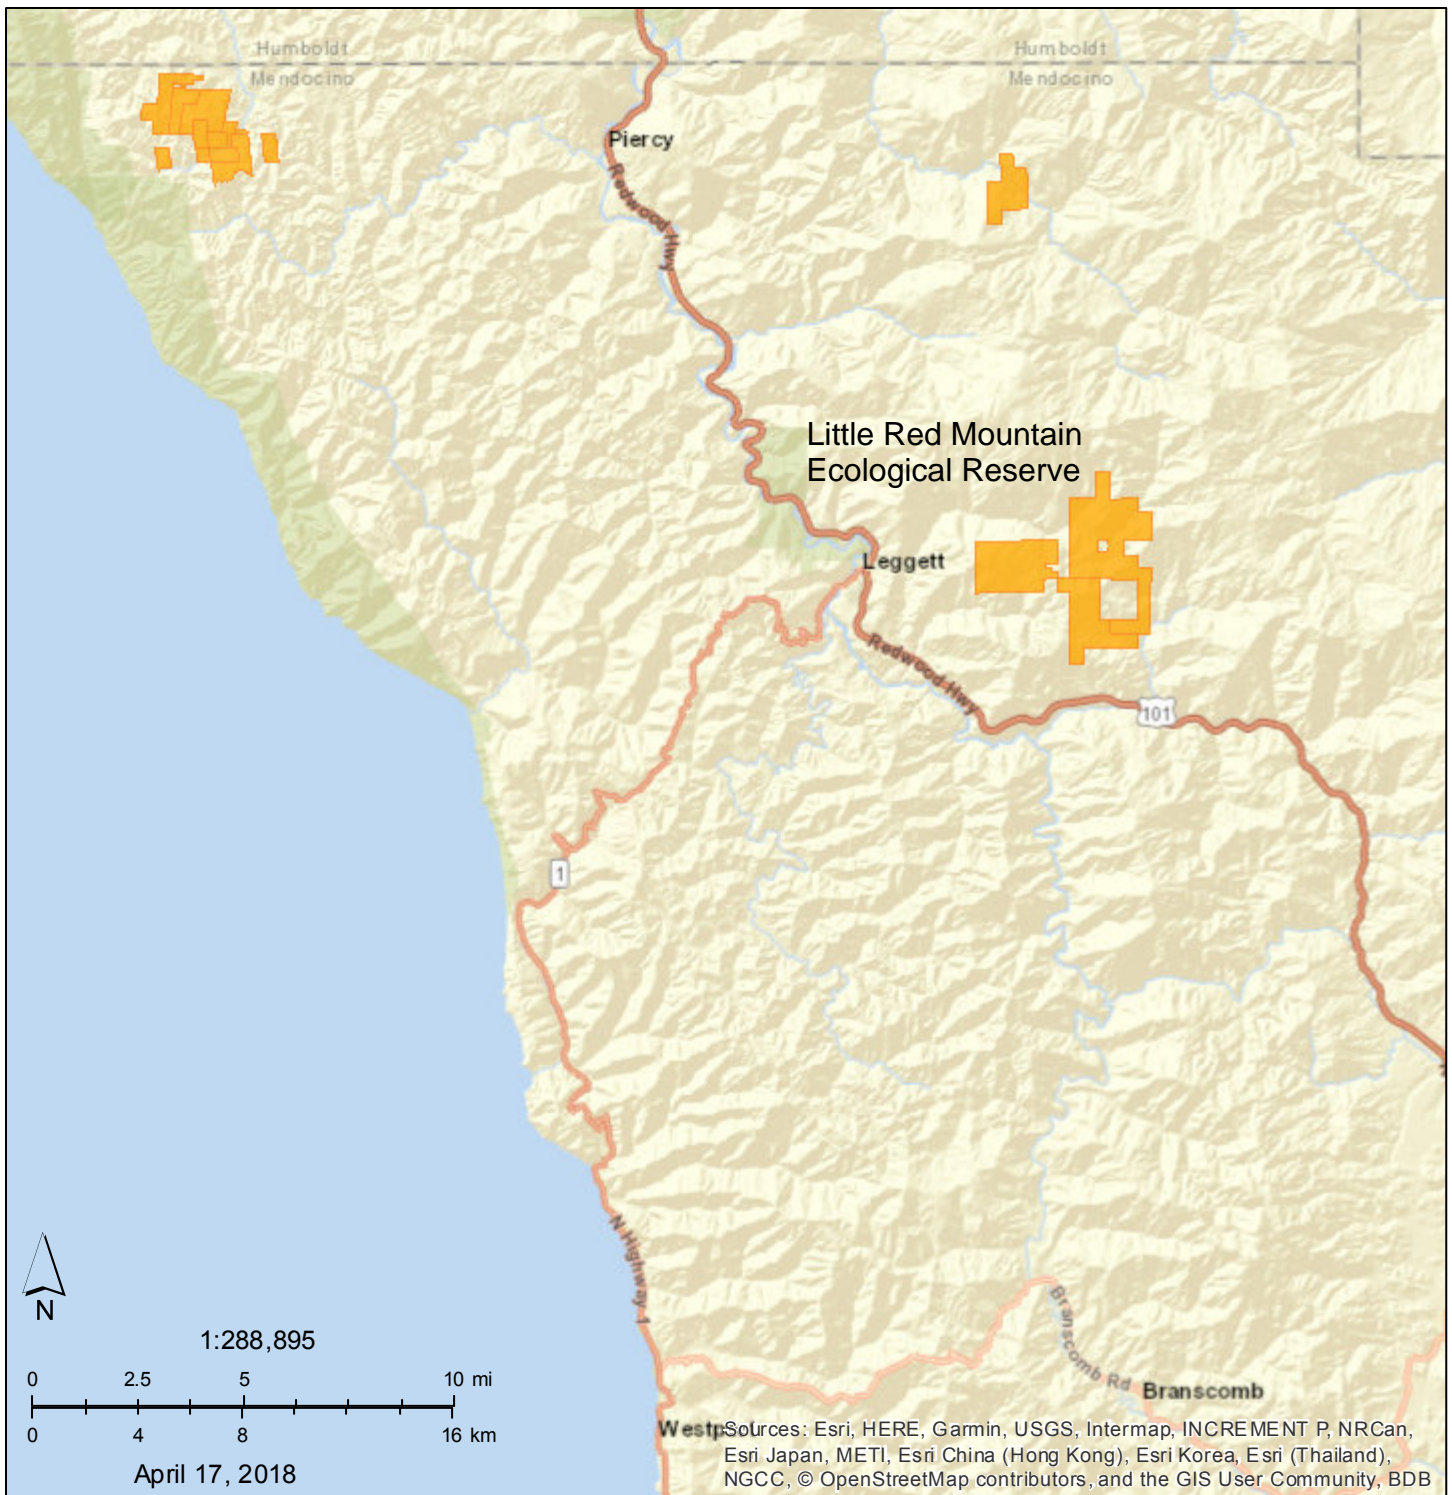 Humboldt
Mendocino
Humboldt
Mendocino
Piercy
Redwood Hwy
Little Red Mountain
Ecological Reserve
Leggett
Redwood Hwy
101
1
N Highway 1
N
1:288,895
0 2.5 5 10 mi
0 4 8 16 km
April 17, 2018
Branscomb Rd
Branscomb
Sources: Esri, HERE, Garmin, USGS, Intermap, INCREMENT P, NRCan,
Esri Japan, METI, Esri China (Hong Kong), Esri Korea, Esri (Thailand),
NGCC, © OpenStreetMap contributors, and the GIS User Community, BDB